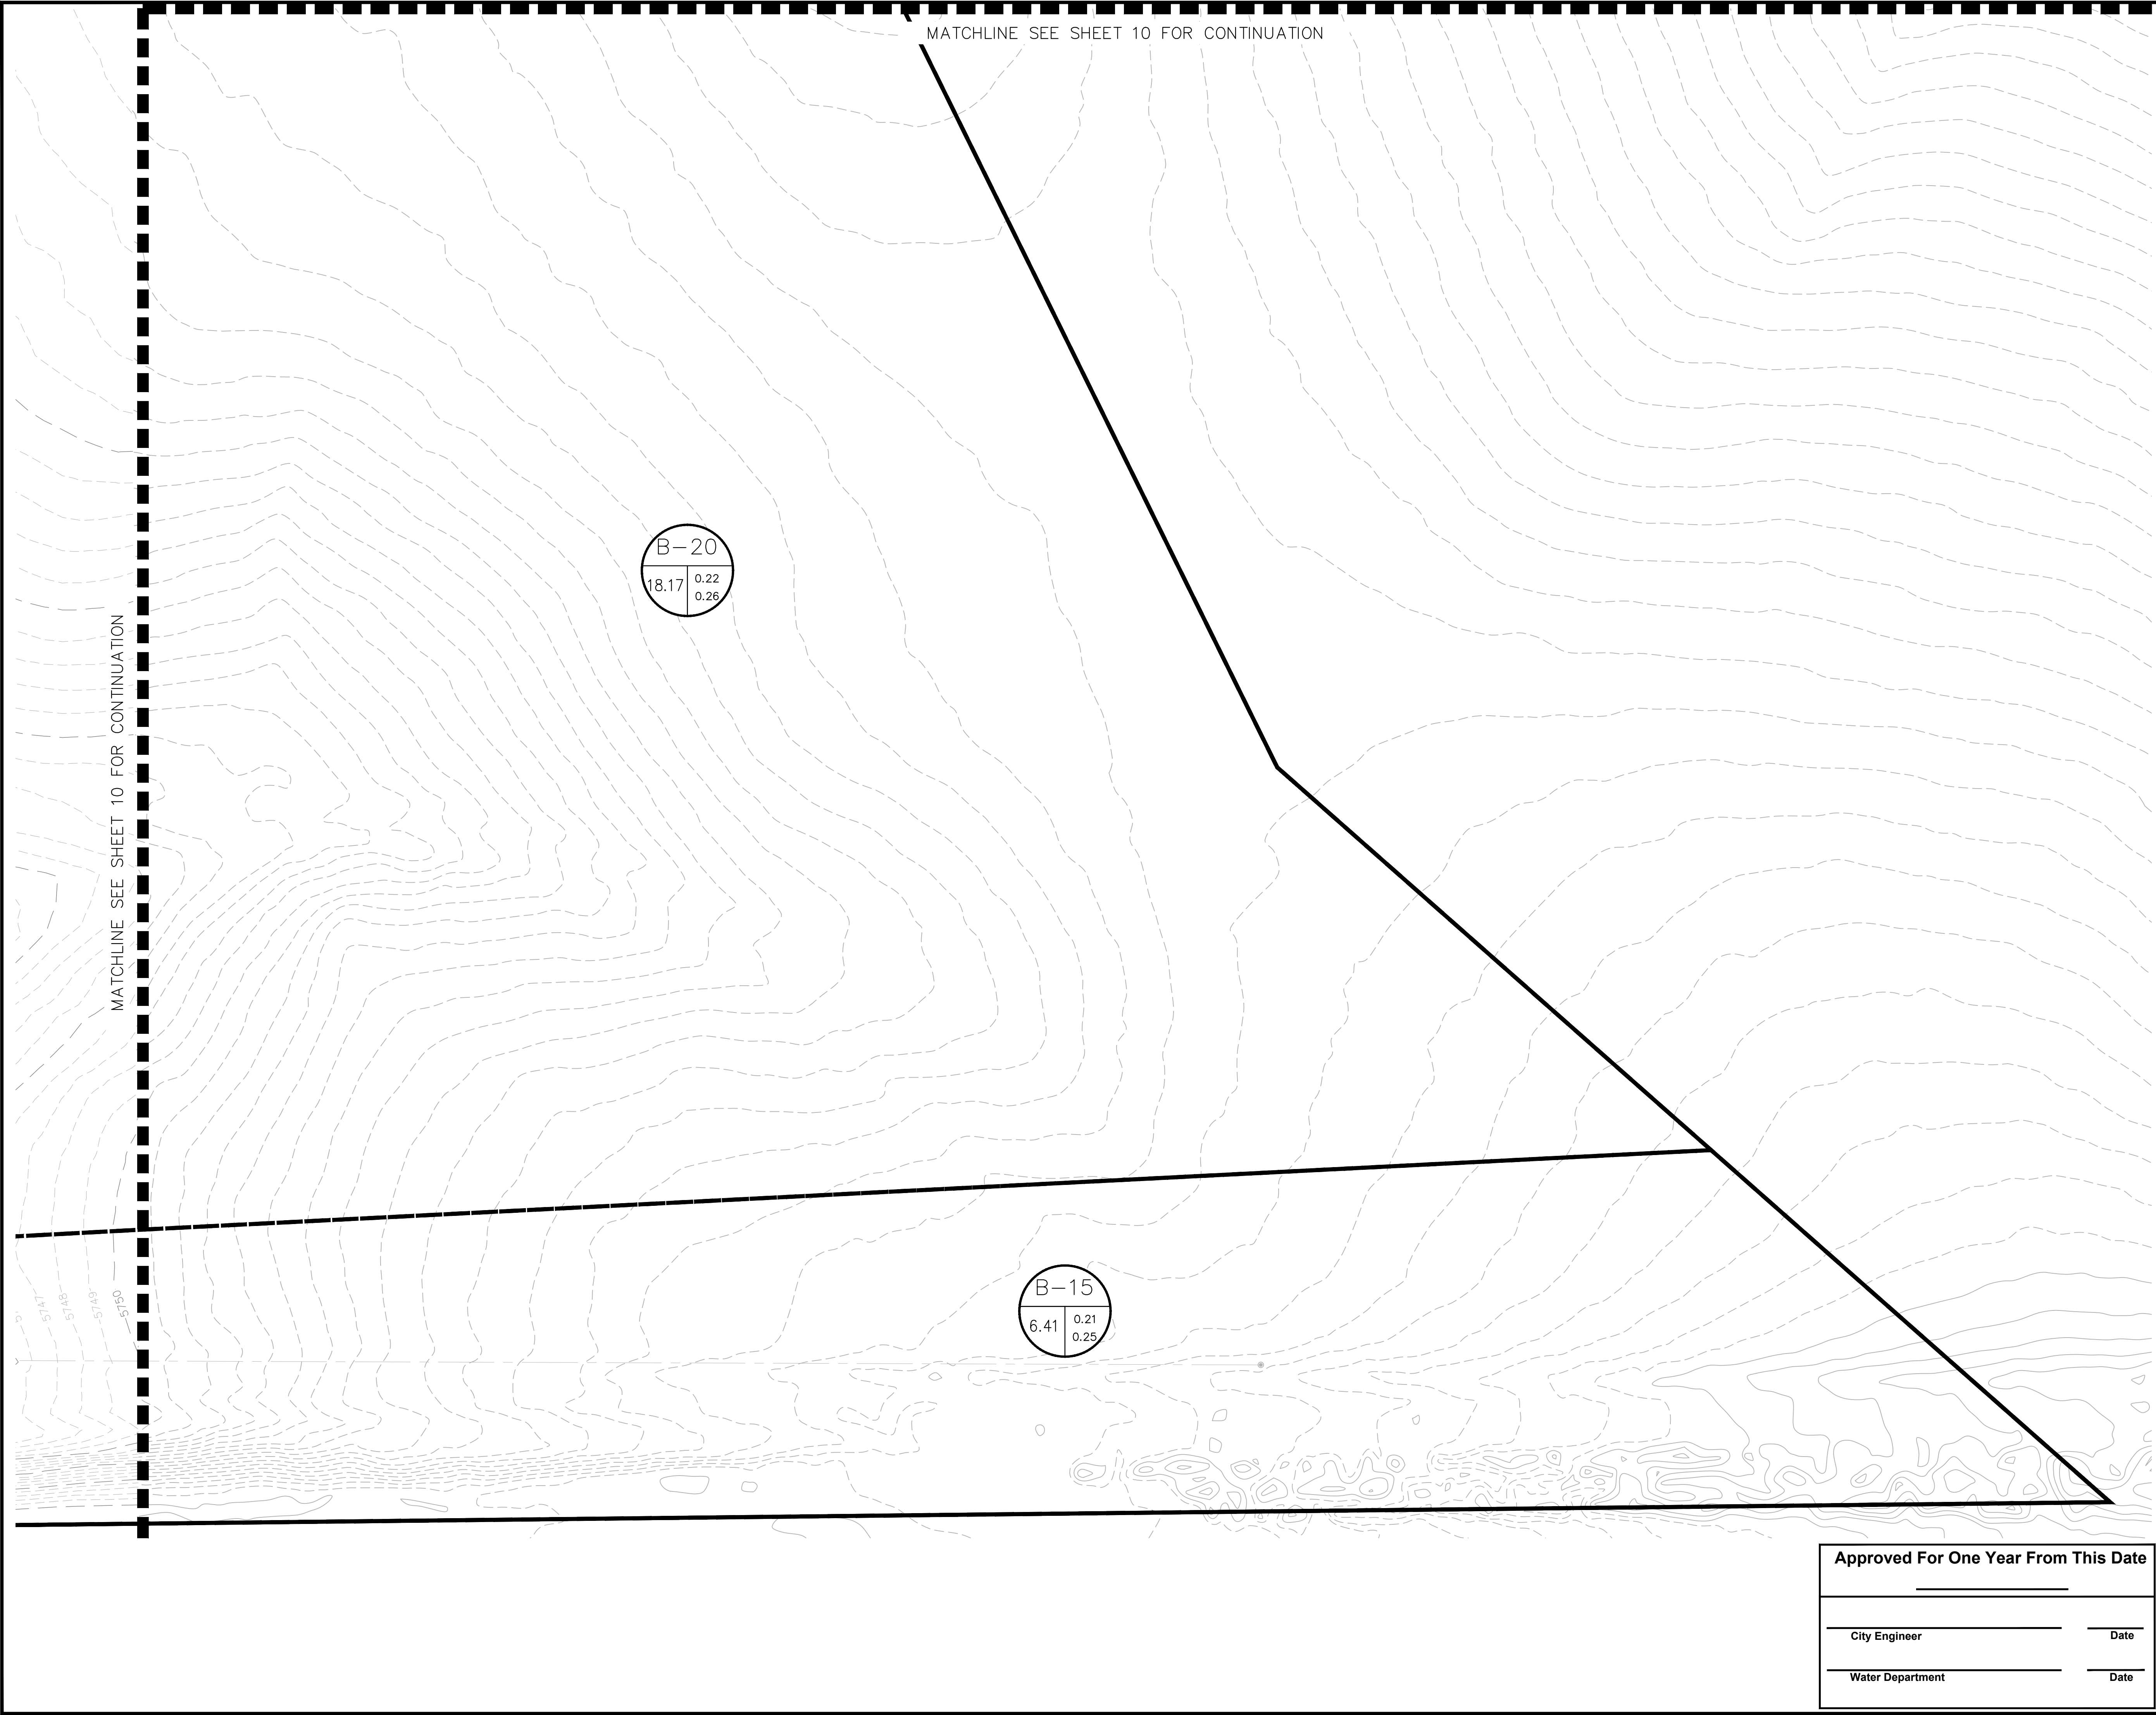 MATCHLINE SEE SHEET 10 FOR CONTINUATION
B-20
18.17
0.22
0.26
MATCHLINE SEE SHEET 10 FOR CONTINUATION
B-15
6.41
0.21
0.25
5747
5748
5749
5750
Approved For One Year From This Date
City Engineer
Date
Water Department
Date